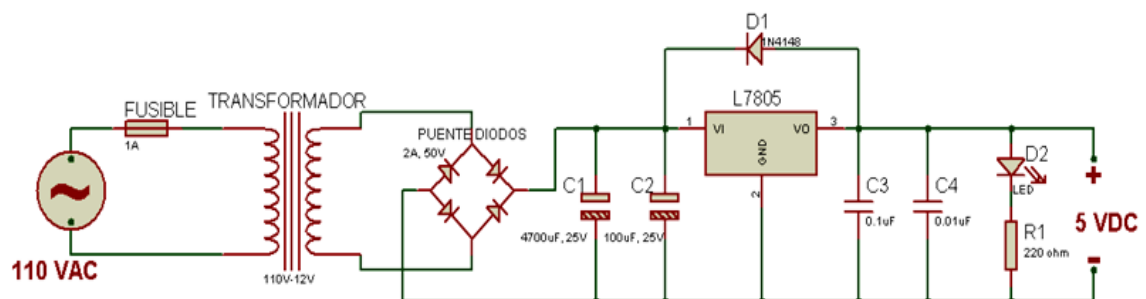 110 VAC
FUSIBLE
1A
TRANSFORMADOR
110V-12V
PUENTE DIODOS
2A, 50V
C1
4700uF, 25V
C2
100uF, 25V
D1
1N4148
L7805
1
VI
VO
3
GND
2
C3
0.1uF
C4
0.01uF
D2
LED
R1
220 ohm
+
5 VDC
-